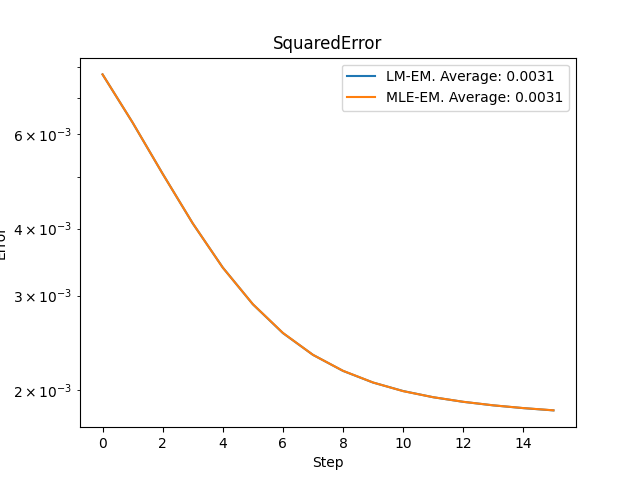 SquaredError
LM-EM. Average: 0.0031
MLE-EM. Average: 0.0031
6 × 10⁻³
4 × 10⁻³
3 × 10⁻³
2 × 10⁻³
0 2 4 6 8 10 12 14
Step